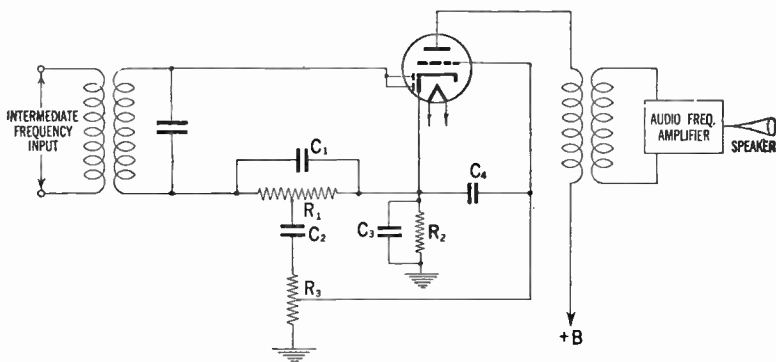 INTERMEDIATE
FREQUENCY
INPUT
C₁
R₁
C₂
R₃
C₃
R₂
C₄
AUDIO FREQ.
AMPLIFIER
SPEAKER
+B